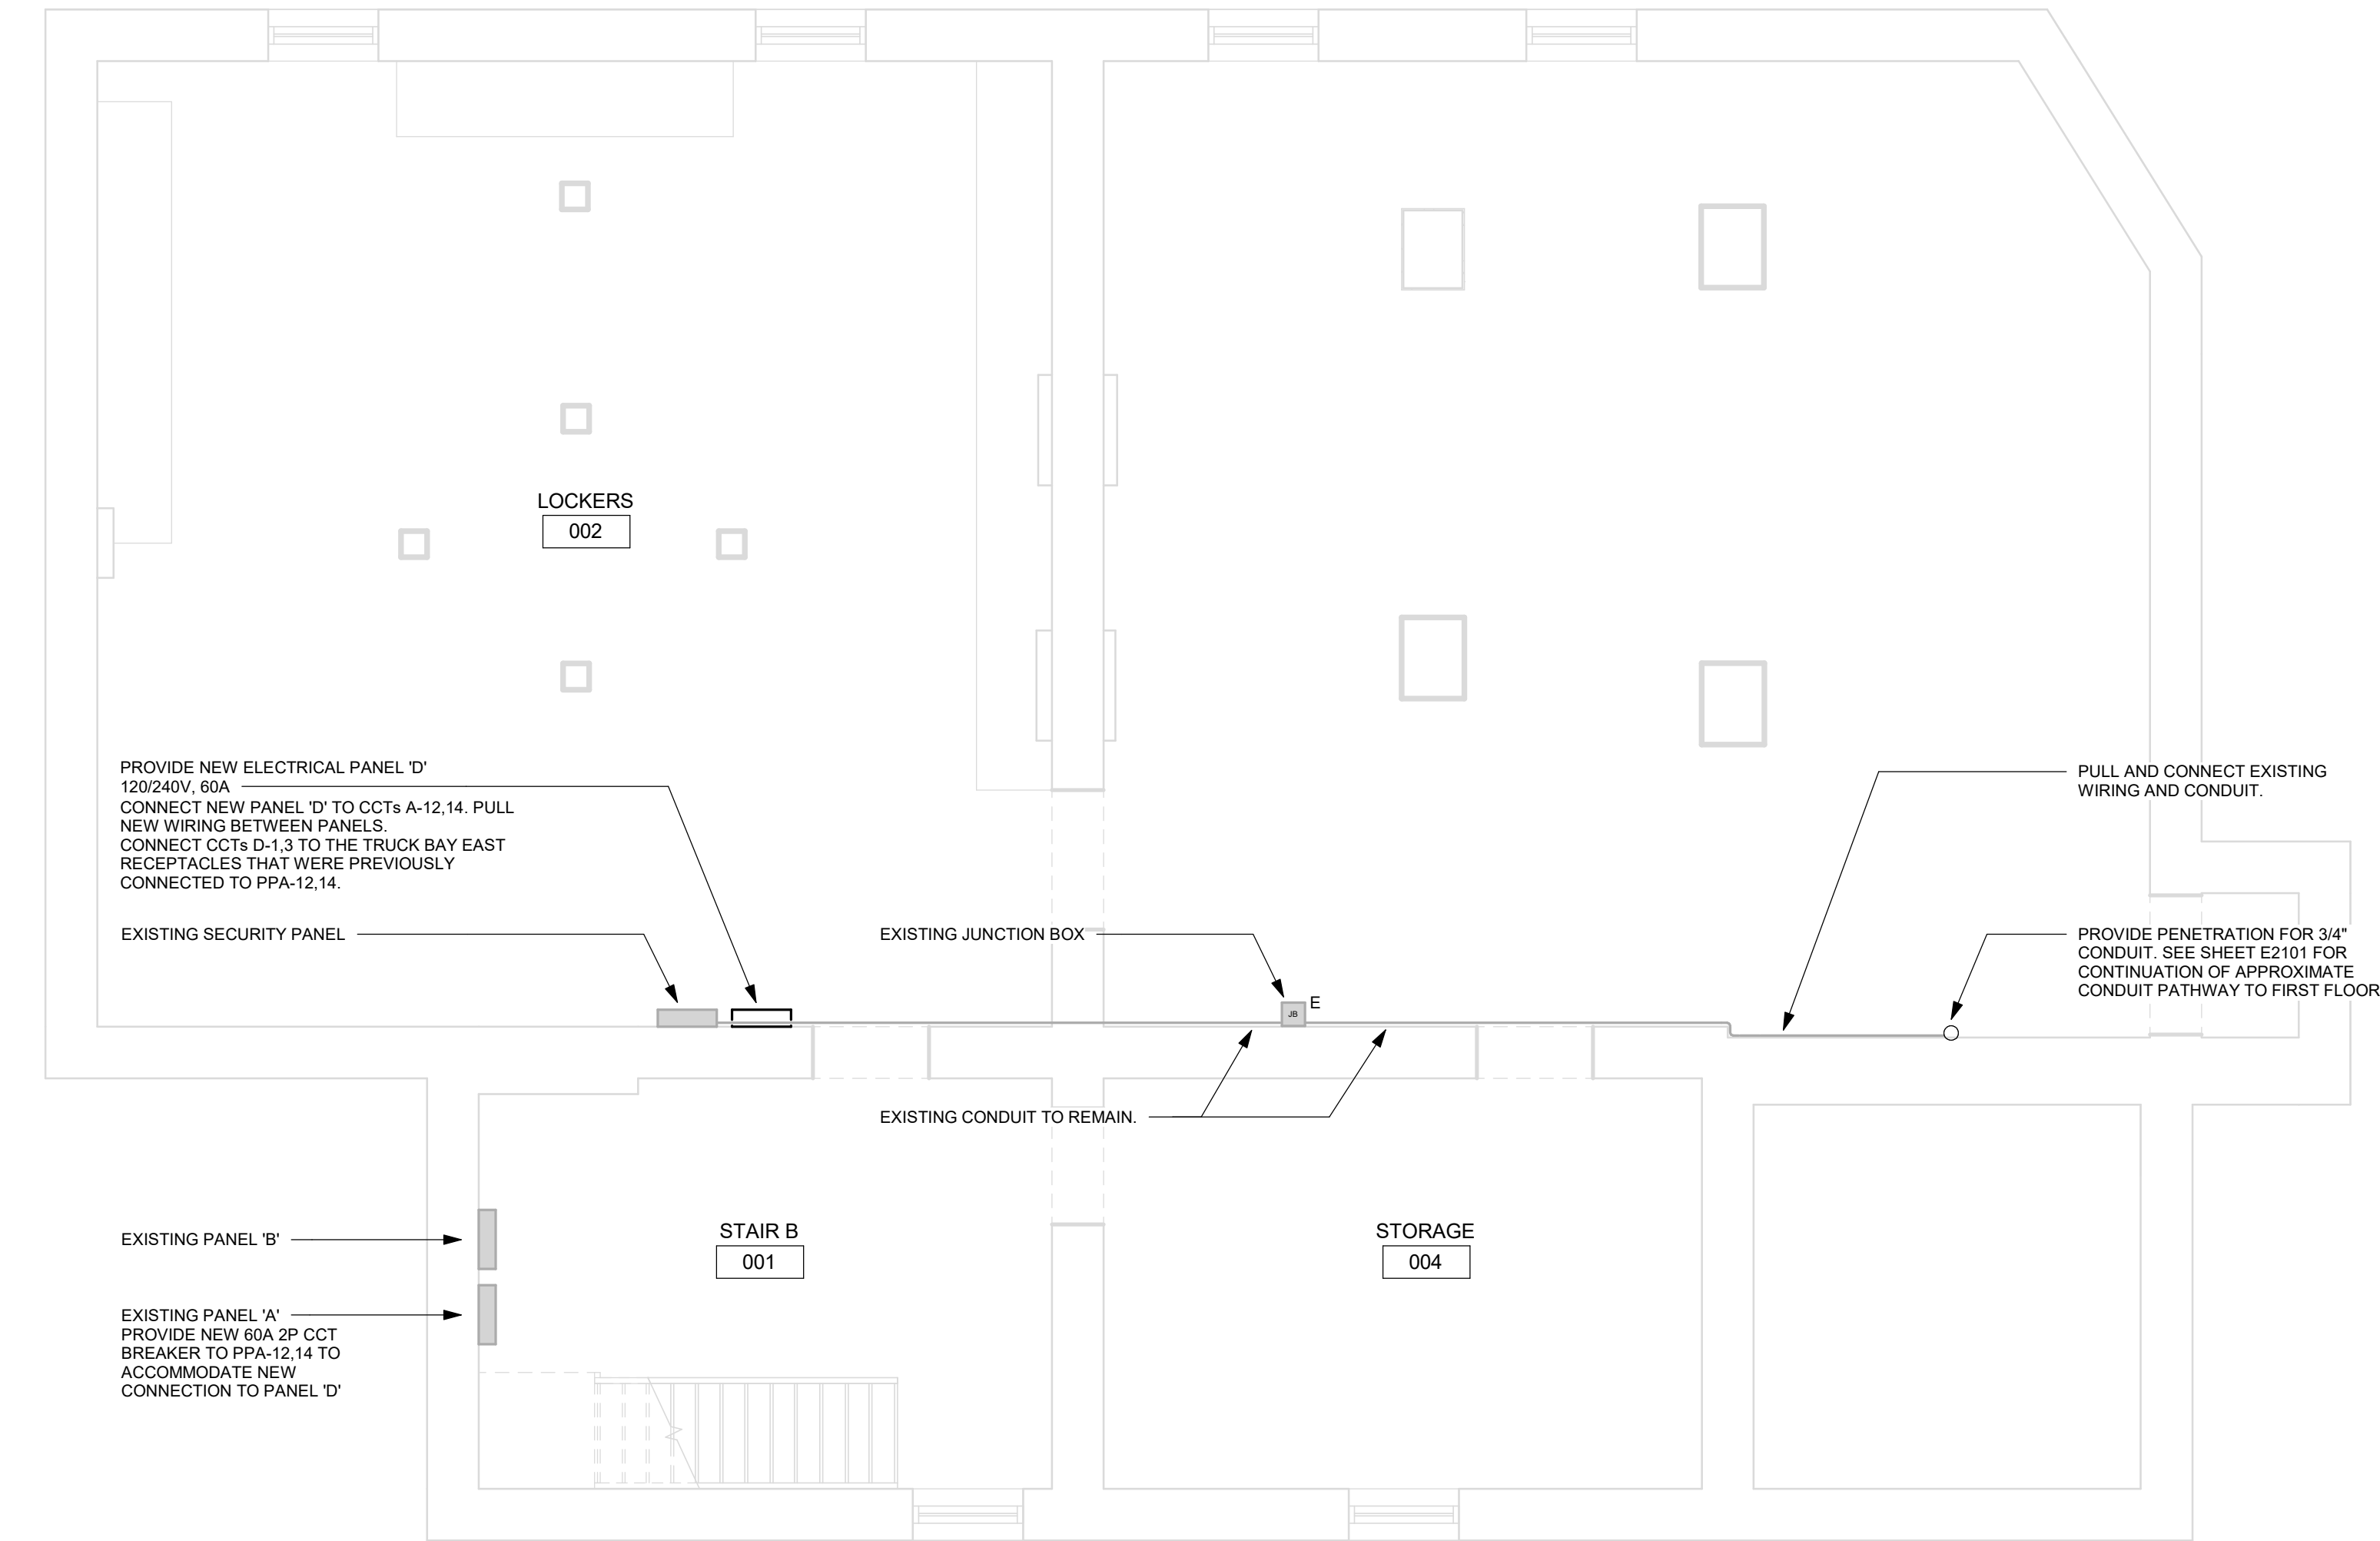 LOCKERS
002
PROVIDE NEW ELECTRICAL PANEL 'D'
120/240V, 60A
CONNECT NEW PANEL 'D' TO CCTs A-12,14. PULL
NEW WIRING BETWEEN PANELS.
CONNECT CCTs D-1,3 TO THE TRUCK BAY EAST
RECEPTACLES THAT WERE PREVIOUSLY
CONNECTED TO PPA-12,14.
PULL AND CONNECT EXISTING
WIRING AND CONDUIT.
EXISTING SECURITY PANEL
EXISTING JUNCTION BOX
PROVIDE PENETRATION FOR 3/4"
CONDUIT. SEE SHEET E2101 FOR
CONTINUATION OF APPROXIMATE
CONDUIT PATHWAY TO FIRST FLOOR
E
JB
EXISTING CONDUIT TO REMAIN.
EXISTING PANEL 'B'
STAIR B
001
STORAGE
004
EXISTING PANEL 'A'
PROVIDE NEW 60A 2P CCT
BREAKER TO PPA-12,14 TO
ACCOMMODATE NEW
CONNECTION TO PANEL 'D'